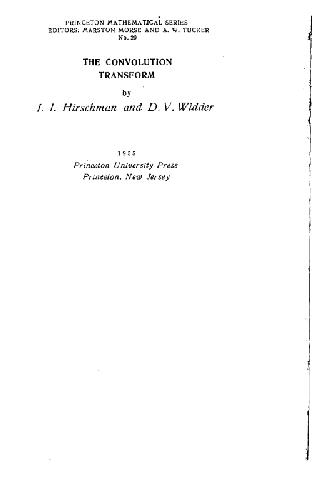 PRINCETON MATHEMATICAL SERIES
EDITORS: MARSTON MORSE AND A. W. TUCKER
No. 20
THE CONVOLUTION
TRANSFORM
by
I. I. Hirschman and D. V. Widder
1955
Princeton University Press
Princeton, New Jersey